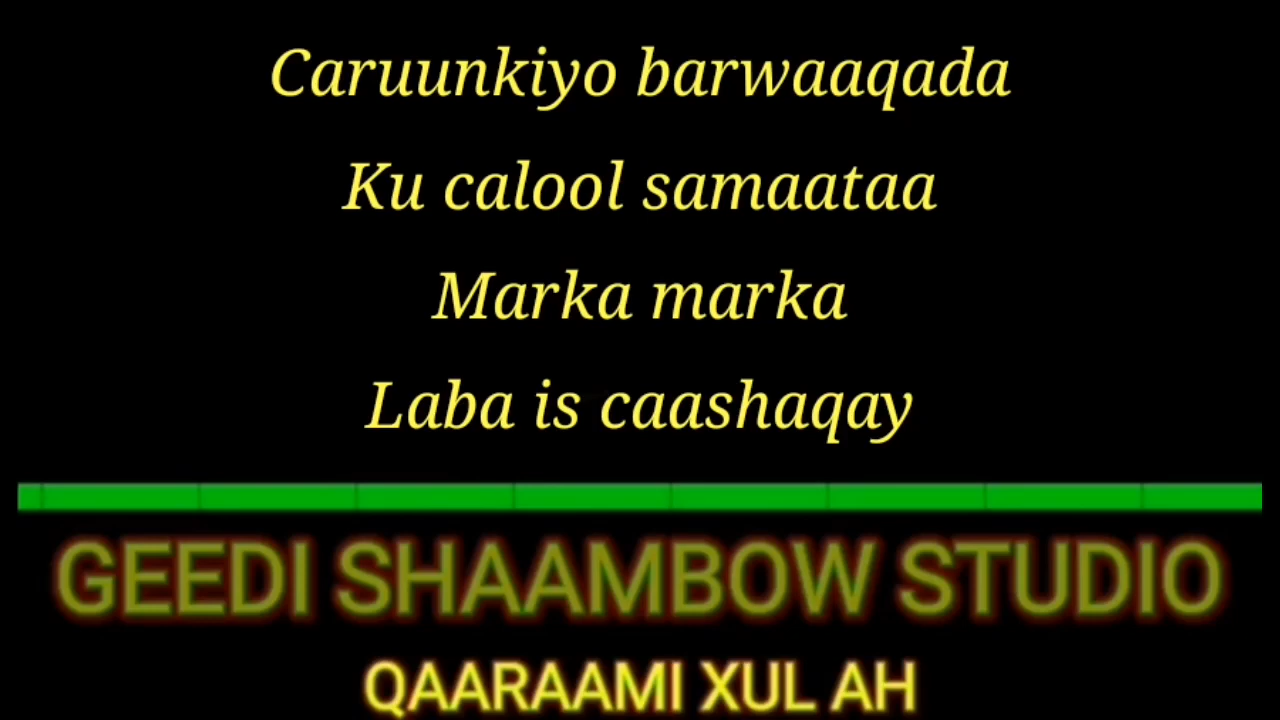 Caruunkiyo barwaaqada
Ku calool samaataa
Marka marka
Laba is caashaqay
GEEDI SHAAMBOW STUDIO
QAARAAMI XUL AH